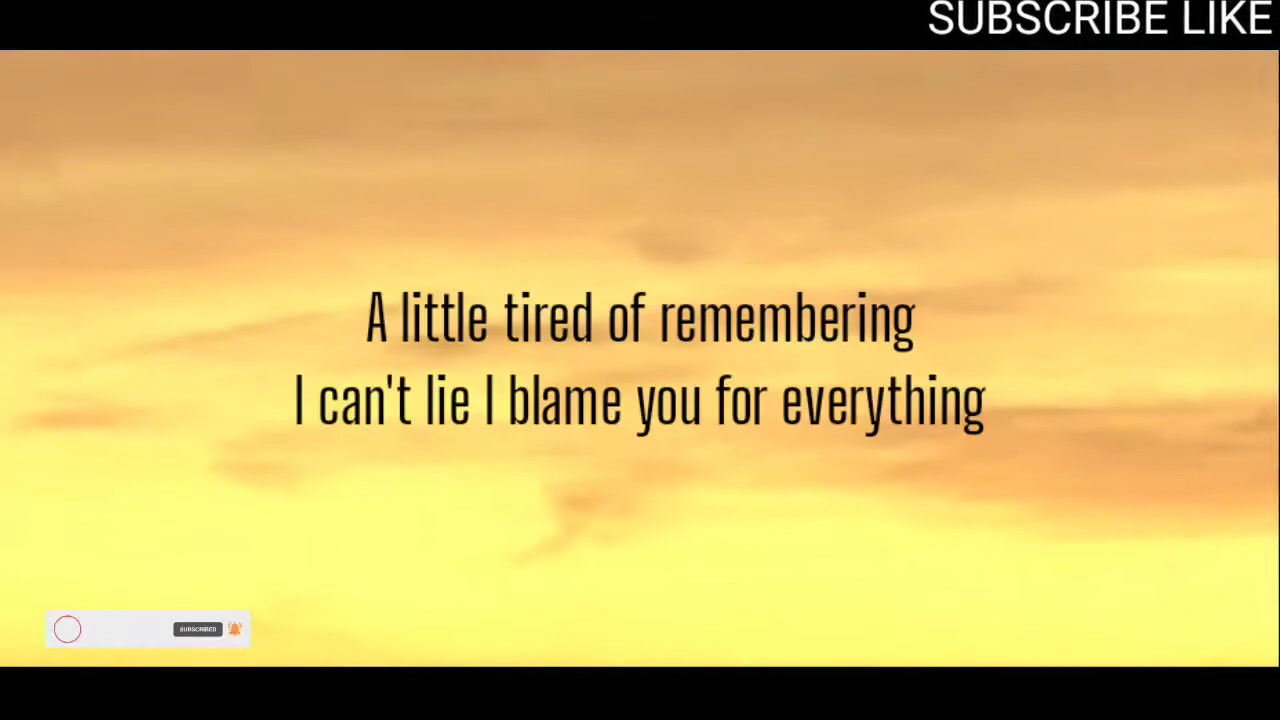 SUBSCRIBE LIKE
A little tired of remembering
I can't lie I blame you for everything
SUBSCRIBED